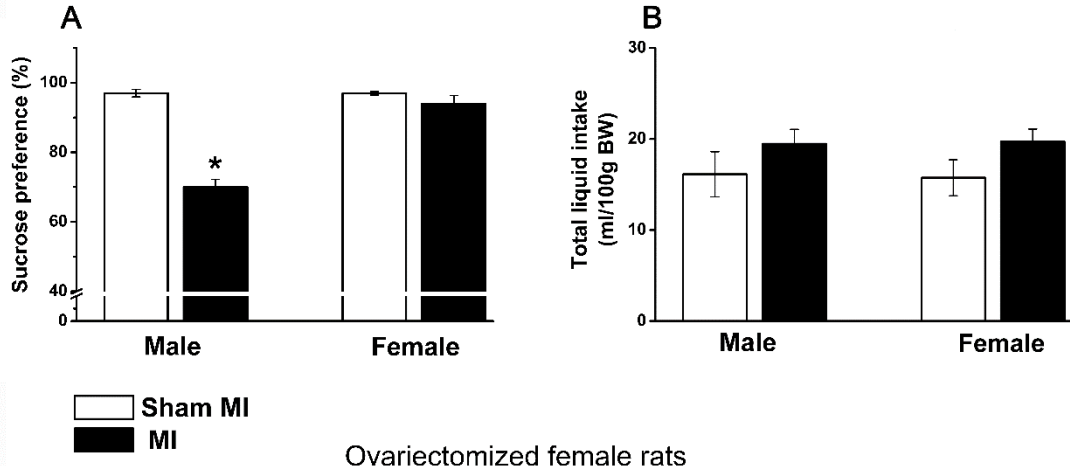 A
Sucrose preference (%)
100
80
60
40
0
*
Male
Female
B
Total liquid intake
(ml/100g BW)
30
20
10
0
Male
Female
Sham MI
MI
Ovariectomized female rats